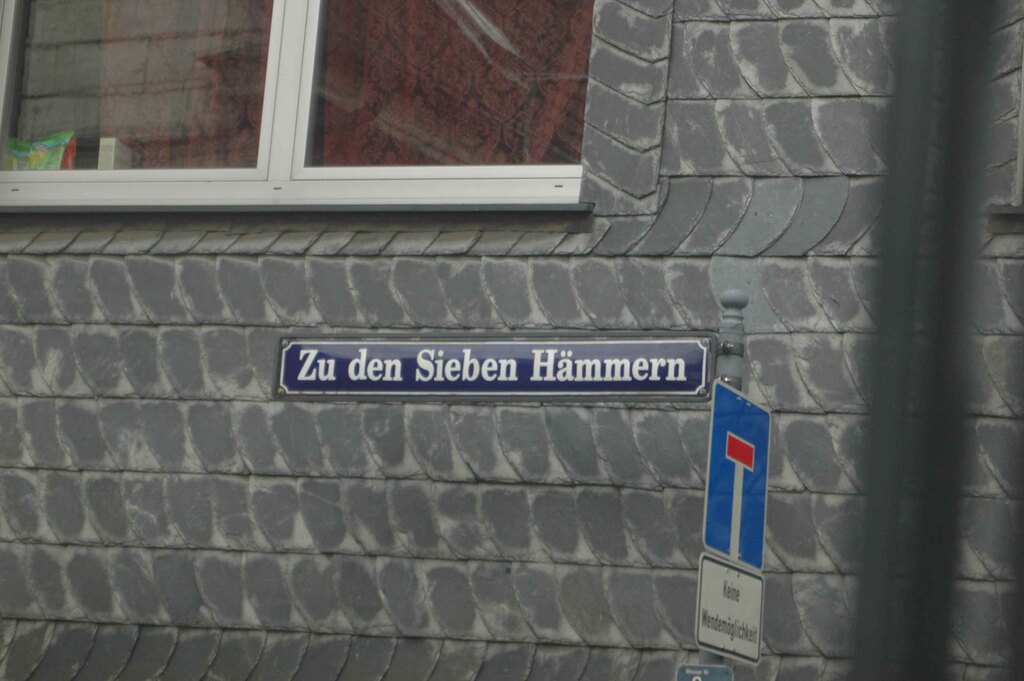 Zu den Sieben Hämmern
Keine
Wendemöglichkeit